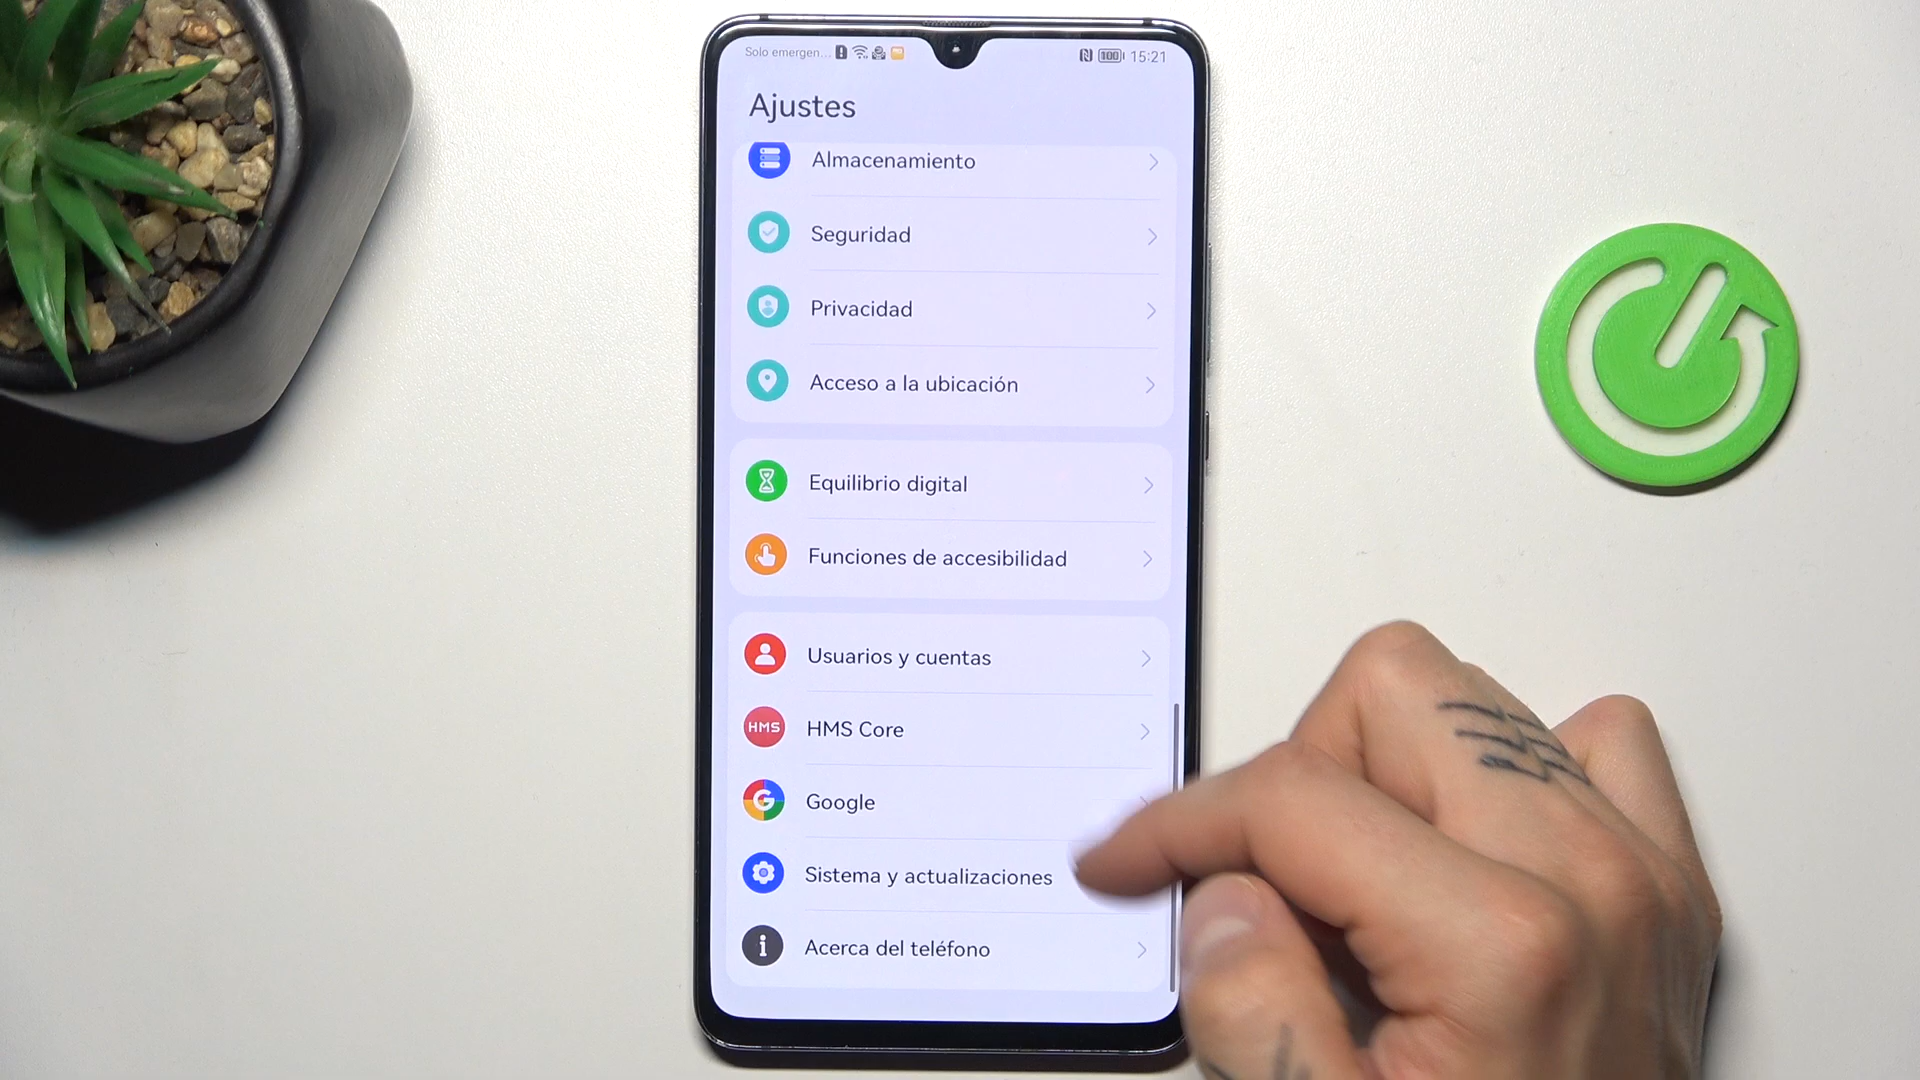 Solo emergen... 100 15:21
Ajustes
Almacenamiento
Seguridad
Privacidad
Acceso a la ubicación
Equilibrio digital
Funciones de accesibilidad
Usuarios y cuentas
HMS HMS Core
G Google
Sistema y actualizaciones
Acerca del teléfono